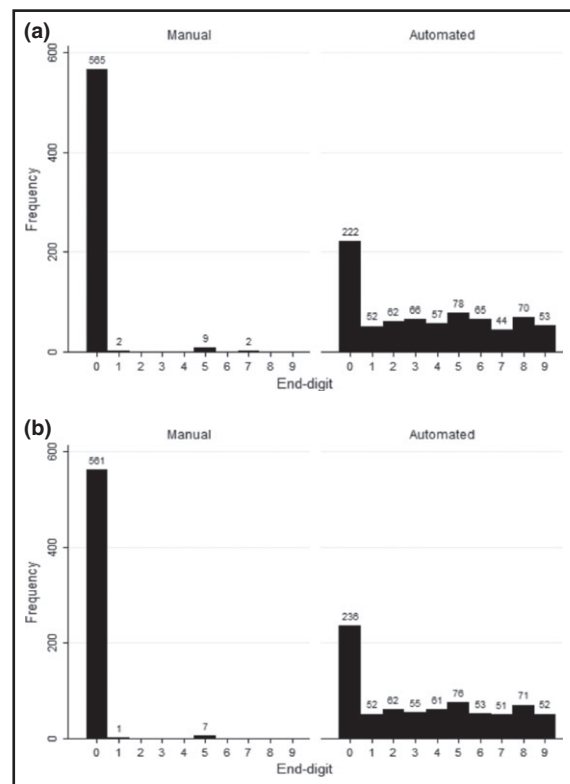 (a)
Manual Automated
600
400
200
0
Frequency
565 2 9 2
222 52 62 66 57 78 65 44 70 53
0 1 2 3 4 5 6 7 8 9 0 1 2 3 4 5 6 7 8 9
End-digit
(b)
Manual Automated
600
400
200
0
Frequency
561 1 7
236 52 62 55 61 76 53 51 71 52
0 1 2 3 4 5 6 7 8 9 0 1 2 3 4 5 6 7 8 9
End-digit